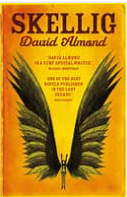 SKELLIG
David Almond
'DAVID ALMOND
IS A VERY SPECIAL WRITER'
ONE OF THE BEST
NOVELS PUBLISHED
IN THE LAST
DECADE